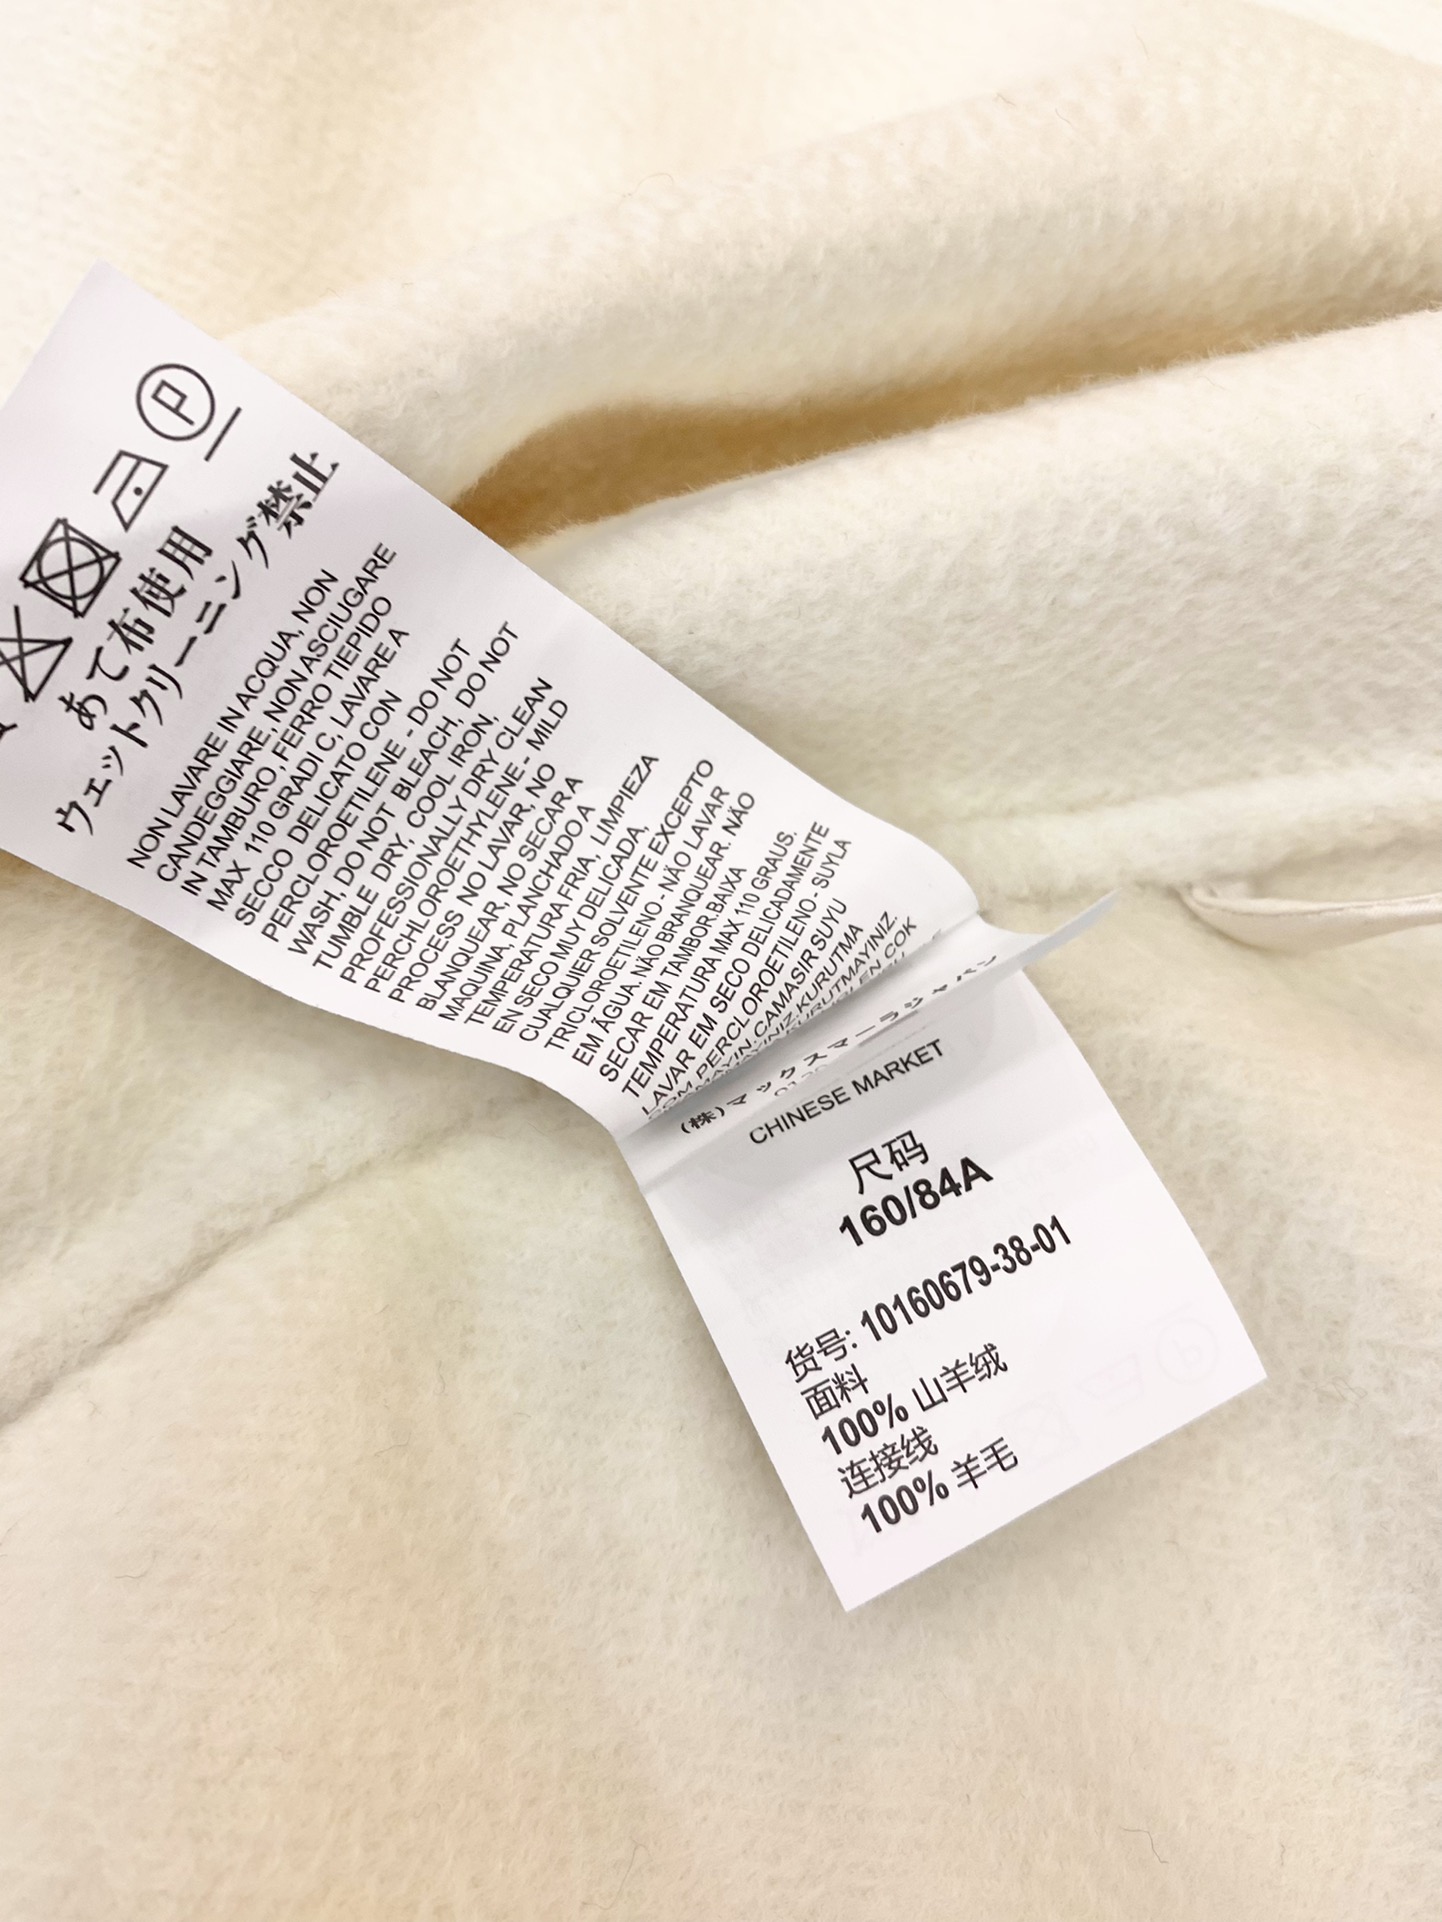 あて布使用
ウェットクリーニング禁止
NON LAVARE IN ACQUA, NON
CANDEGGIARE, NON ASCIUGARE
IN TAMBURO, FERRO TIEPIDO
MAX 110 GRADI C, LAVARE A
SECCO DELICATO CON
PERCLOROETILENE - DO NOT
WASH, DO NOT BLEACH, DO NOT
TUMBLE DRY, COOL IRON,
PROFESSIONALLY DRY CLEAN
PERCHLOROETHYLENE - MILD
PROCESS NO LAVAR, NO
BLANQUEAR, NO SECAR A
MAQUINA, PLANCHADO A
TEMPERATURA FRIA, LIMPIEZA
EN SECO MUY DELICADA,
CUALQUIER SOLVENTE EXCEPTO
TRICLOROETILENO - NÃO LAVAR
EM ÁGUA. NÃO BRANQUEAR. NÃO
SECAR EM TAMBOR.BAIXA
TEMPERATURA MAX 110 GRAUS.
LAVAR EM SECO DELICADAMENTE
COM PERCLOROETILENO - SUYLA
CAMASIR SUYU
KURUTMA
(株)マックスマーラジャパン
CHINESE MARKET
尺码
160/84A
货号: 10160679-38-01
面料
100% 山羊绒
连接线
100% 羊毛